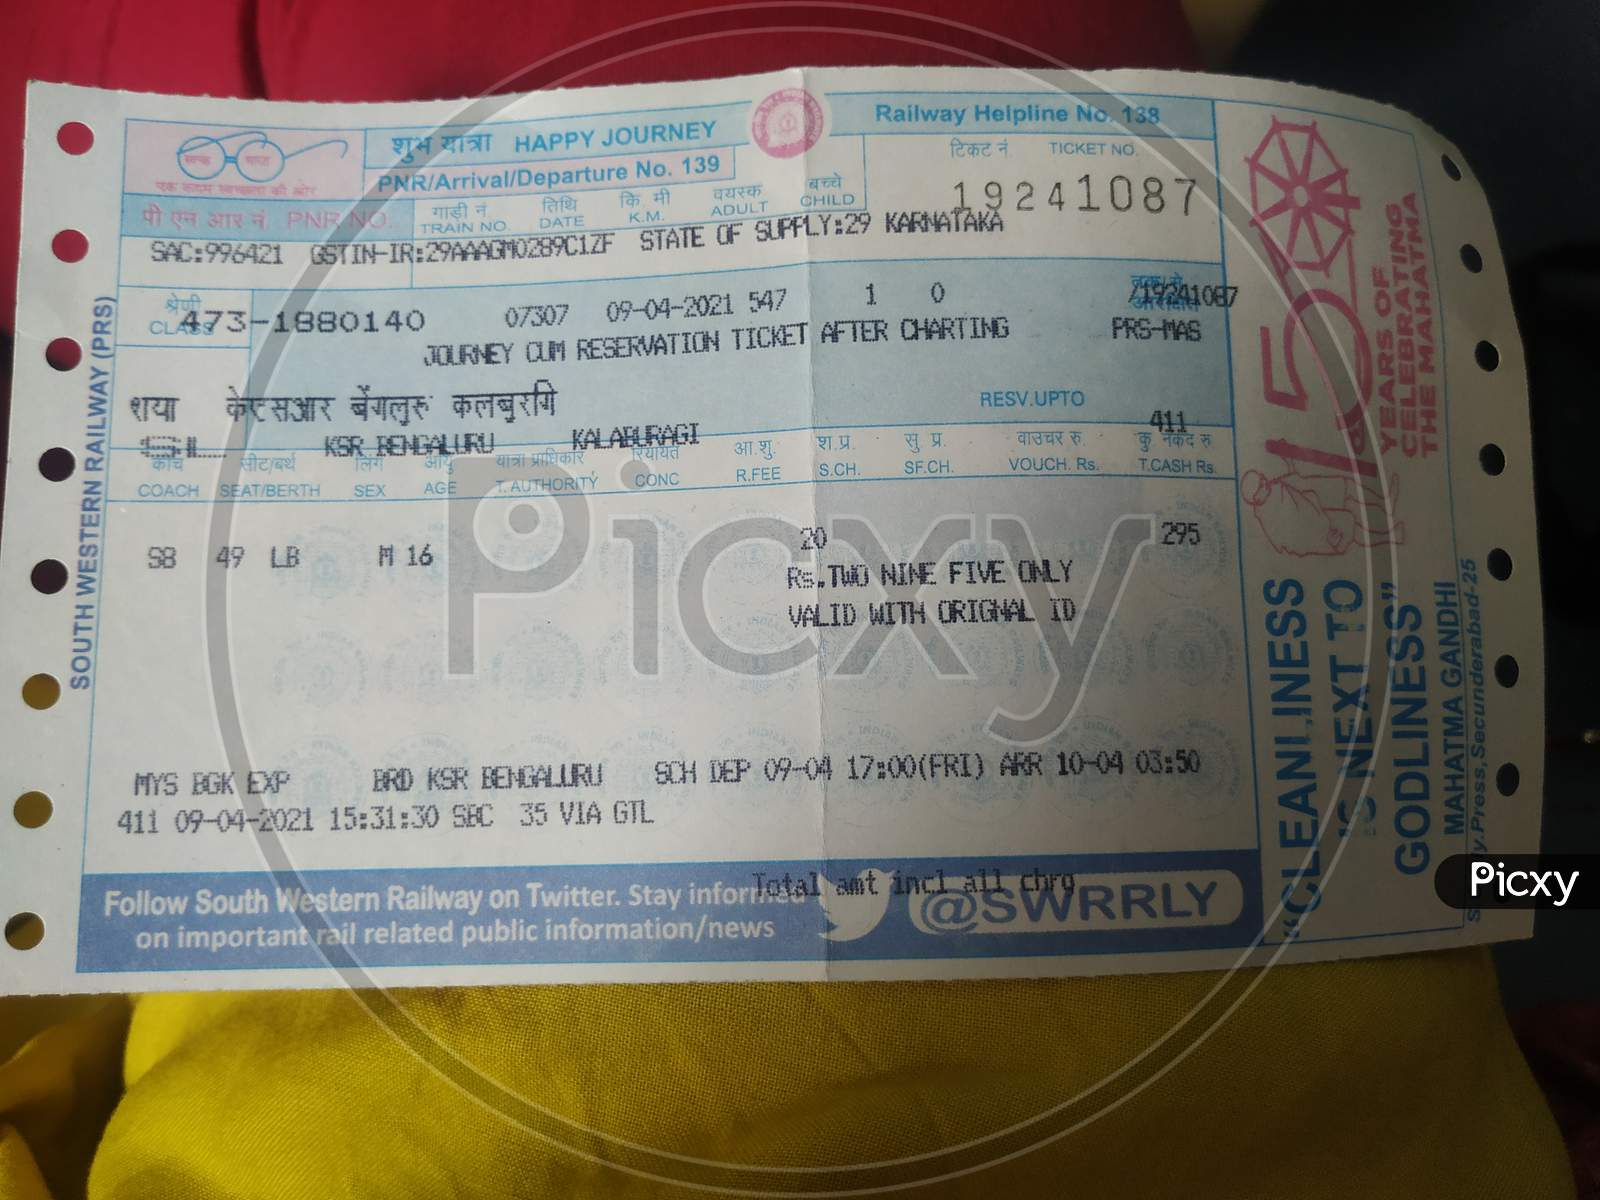 शुभ यात्रा HAPPY JOURNEY
Railway Helpline No. 138
PNR/Arrival/Departure No. 139
एक कदम स्वच्छता की ओर
टिकट नं. TICKET NO.
19241087
पी एन आर नं. PNR NO.
गाड़ी नं. तिथि कि. मी वयस्क बच्चे
TRAIN NO. DATE K.M. ADULT CHILD
SAC:996421 GSTIN-IR:29AAAGM0289C1ZF STATE OF SUPPLY:29 KARNATAKA
श्रेणी
CLASS
473-1880140 07307 09-04-2021 547 1 0 /19241087
JOURNEY CUM RESERVATION TICKET AFTER CHARTING PRS-MAS
शया केएसआर बेंगलुरु कलबुरगि
RESV.UPTO
411
SL KSR BENGALURU KALABURAGI
कोच सीट/बर्थ लिंग आयु यात्रा प्राधिकार रियायत आ.शु. श.प्र. सु. प्र. वाउचर रु. कु नकद रु.
COACH SEAT/BERTH SEX AGE T. AUTHORITY CONC R.FEE S.CH. SF.CH. VOUCH. Rs. T.CASH Rs.
S8 49 LB M 16 20 295
Rs.TWO NINE FIVE ONLY
VALID WITH ORIGNAL ID
MYS BGK EXP BRD KSR BENGALURU SCH DEP 09-04 17:00(FRI) ARR 10-04 03:50
411 09-04-2021 15:31:30 SBC 35 VIA GTL
Total amt incl all chrg
Follow South Western Railway on Twitter. Stay informed
on important rail related public information/news
@SWRRLY
SOUTH WESTERN RAILWAY (PRS)
150
YEARS OF
CELEBRATING
THE MAHATMA
"CLEANLINESS
IS NEXT TO
GODLINESS"
MAHATMA GANDHI
Press,Secunderabad-25
Picxy
Picxy